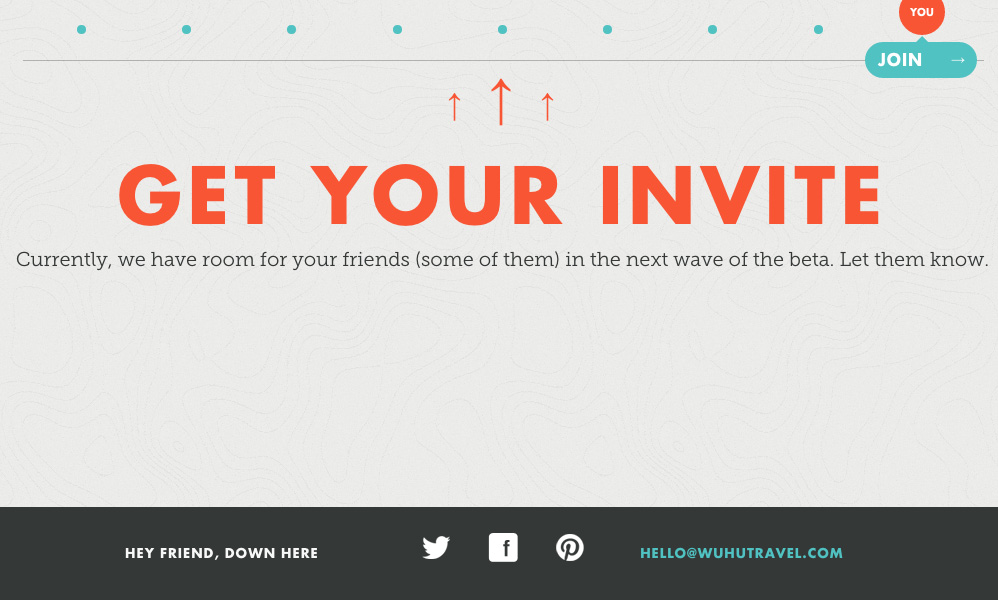 YOU
JOIN →
↑ ↑ ↑
GET YOUR INVITE
Currently, we have room for your friends (some of them) in the next wave of the beta. Let them know.
HEY FRIEND, DOWN HERE
HELLO@WUHUTRAVEL.COM